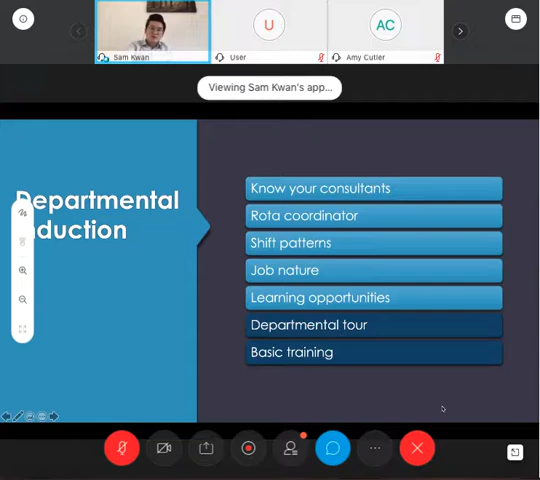 U
AC
Sam Kwan
User
Amy Cutler
Viewing Sam Kwan's app...
Departmental
nduction
Know your consultants
Rota coordinator
Shift patterns
Job nature
Learning opportunities
Departmental tour
Basic training